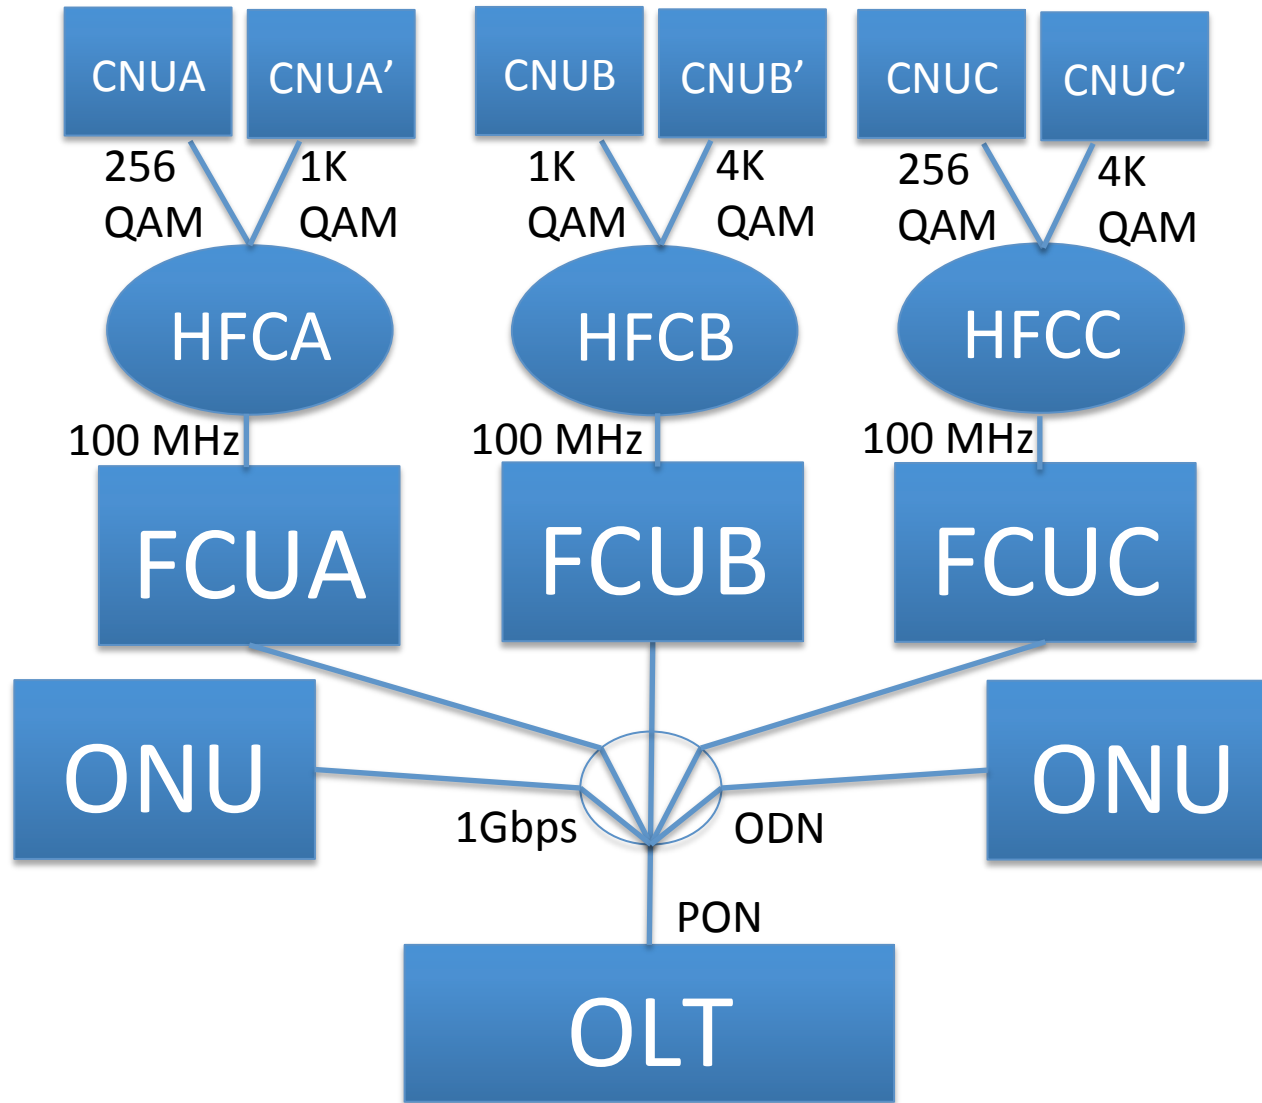 CNUA
CNUA’
CNUB
CNUB’
CNUC
CNUC’
256
QAM
1K
QAM
1K
QAM
4K
QAM
256
QAM
4K
QAM
HFCA
HFCB
HFCC
100 MHz
100 MHz
100 MHz
FCUA
FCUB
FCUC
ONU
ONU
1Gbps
ODN
PON
OLT